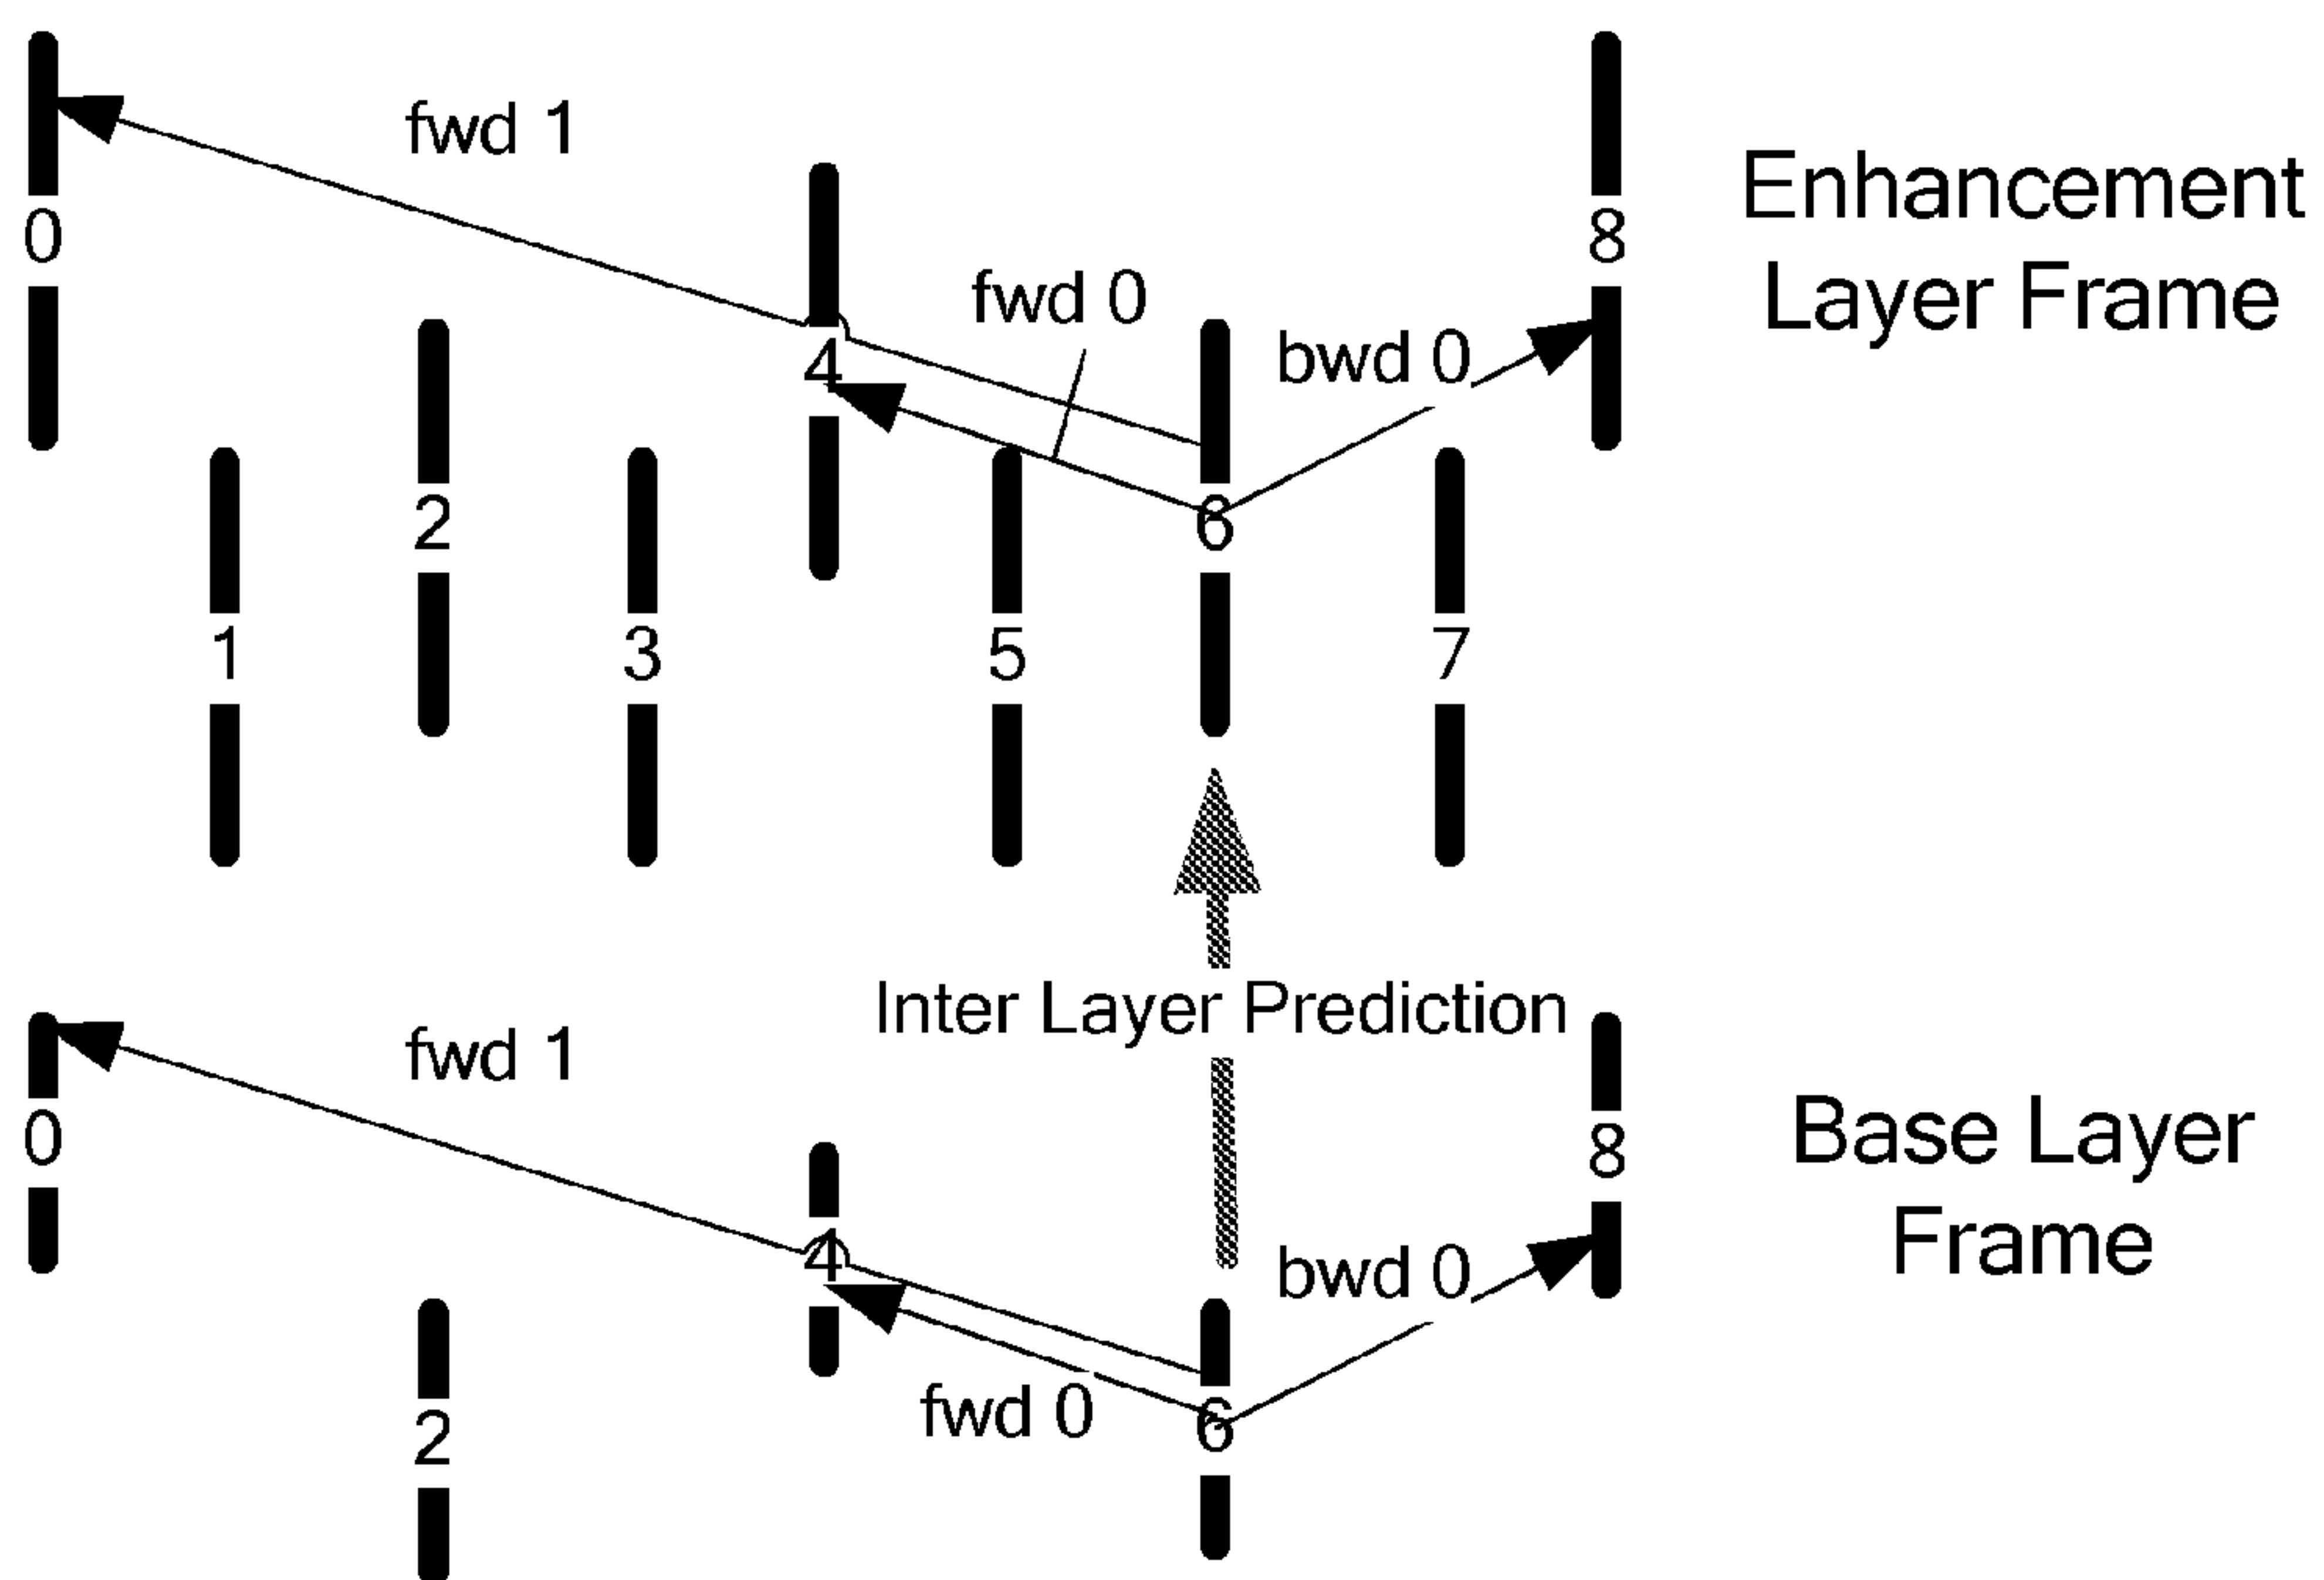 fwd 1
0
Enhancement
8
Layer Frame
fwd 0
bwd 0
4
2
6
1
3
5
7
Inter Layer Prediction
fwd 1
0
Base Layer
8
Frame
4
bwd 0
fwd 0
6
2